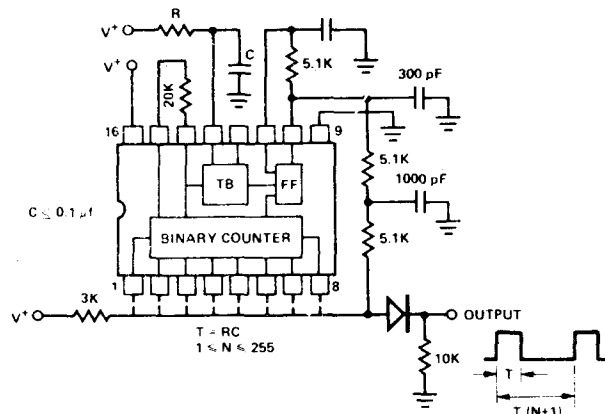 V+
R
V+
C
5.1K
300 pF
20K
16
9
5.1K
TB
FF
1000 pF
C ≤ 0.1 μf
BINARY COUNTER
5.1K
1
8
V+
3K
OUTPUT
T = RC
1 ≤ N ≤ 255
10K
T
T (N+1)